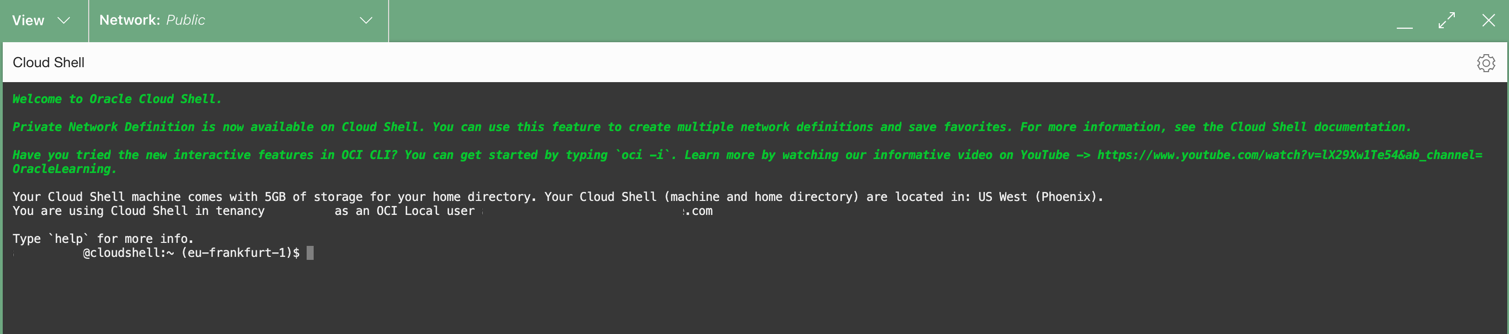 View Network: Public
Cloud Shell
Welcome to Oracle Cloud Shell.
Private Network Definition is now available on Cloud Shell. You can use this feature to create multiple network definitions and save favorites. For more information, see the Cloud Shell documentation.
Have you tried the new interactive features in OCI CLI? You can get started by typing `oci -i`. Learn more by watching our informative video on YouTube -> https://www.youtube.com/watch?v=lX29Xw1Te54&ab_channel=
OracleLearning.
Your Cloud Shell machine comes with 5GB of storage for your home directory. Your Cloud Shell (machine and home directory) are located in: US West (Phoenix).
You are using Cloud Shell in tenancy as an OCI Local user .com
Type `help` for more info.
@cloudshell:~ (eu-frankfurt-1)$